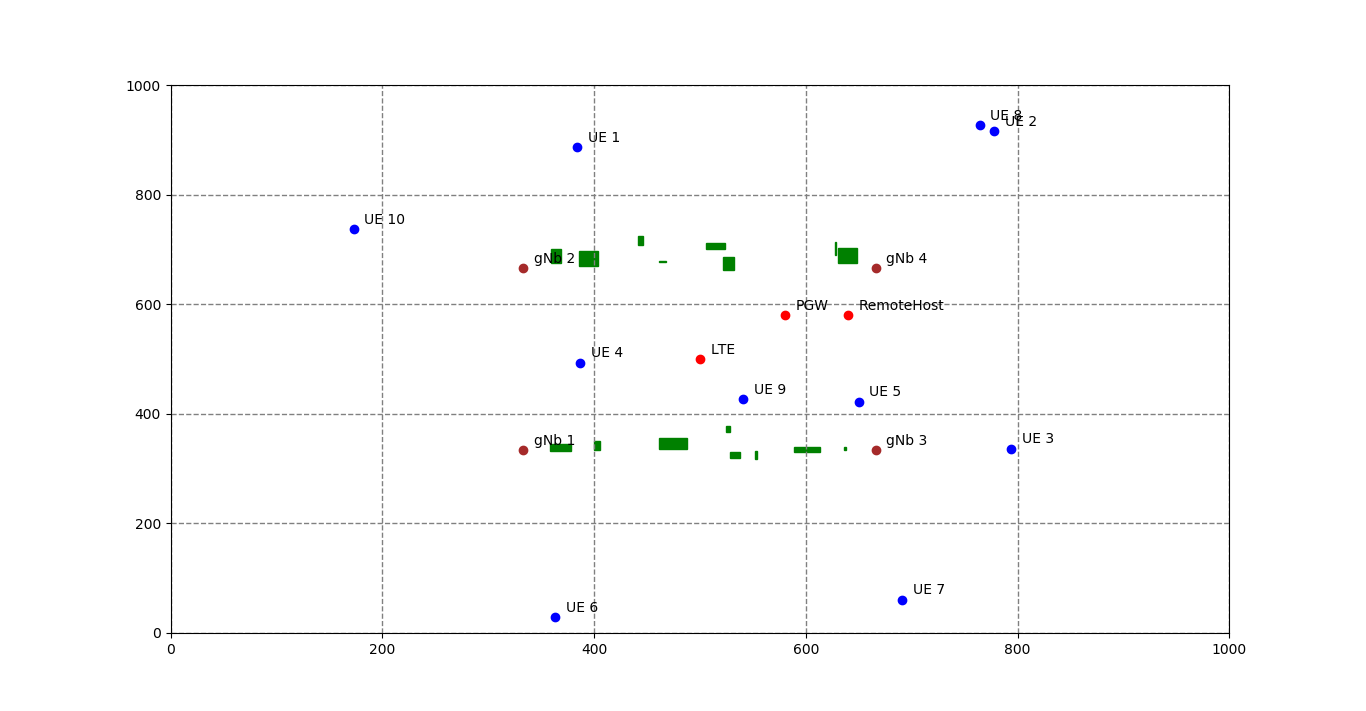 1000
UE 8
UE 2
UE 1
800
UE 10
gNb 2
gNb 4
600
PGW
RemoteHost
LTE
UE 4
UE 9
UE 5
400
gNb 1
gNb 3
UE 3
200
UE 7
UE 6
0
0
200
400
600
800
1000